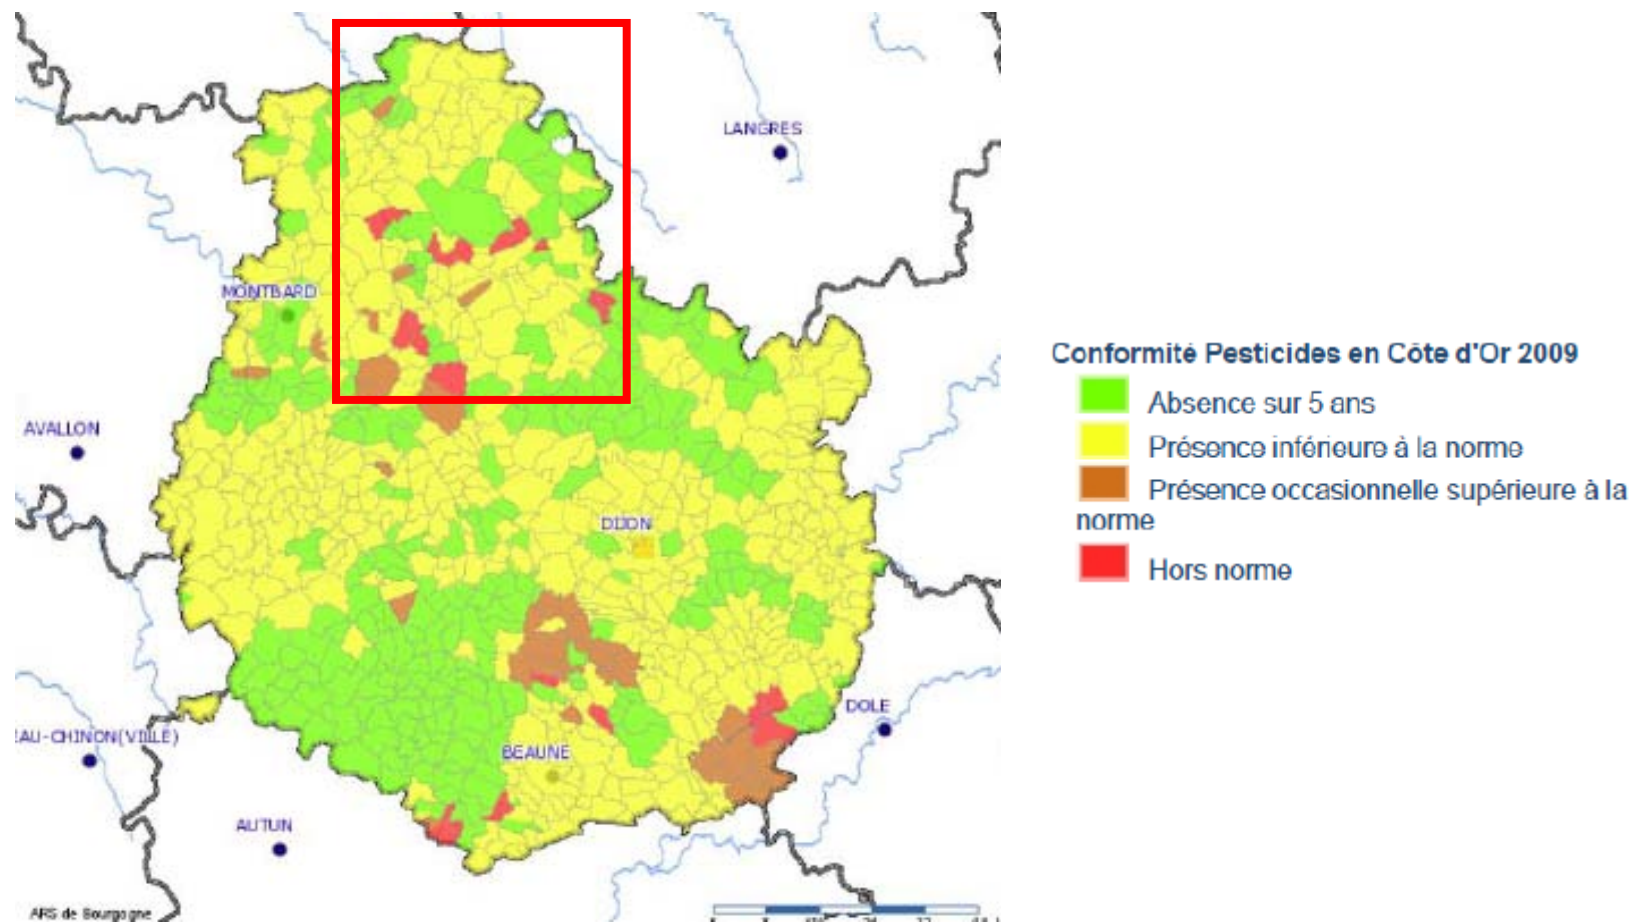 LANGRES
MONTBARD
AVALLON
DIJON
DOLE
AU-CHINON(VILLE)
BEAUNE
AUTUN
ARS de Bourgogne
Conformité Pesticides en Côte d'Or 2009
Absence sur 5 ans
Présence inférieure à la norme
Présence occasionnelle supérieure à la
norme
Hors norme